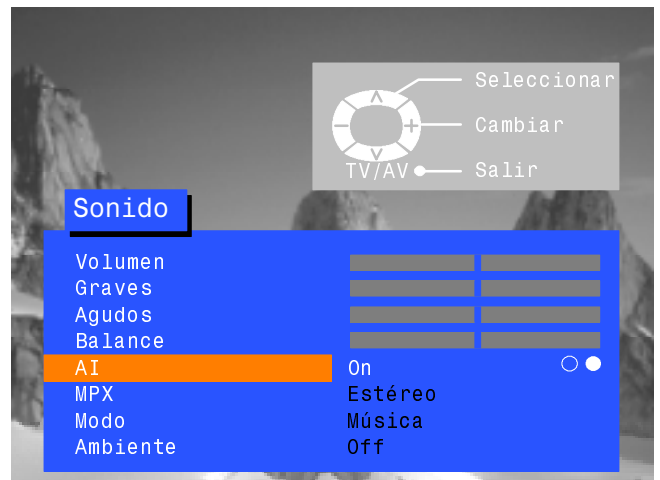 Seleccionar
Cambiar
TV/AV Salir
Sonido
Volumen
Graves
Agudos
Balance
AI On
MPX Estéreo
Modo Música
Ambiente Off